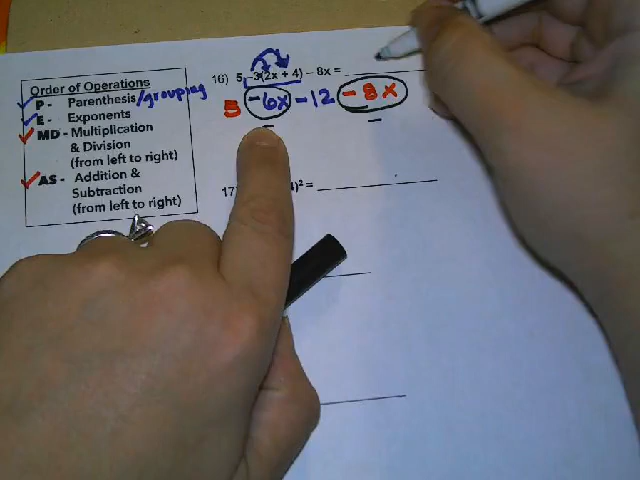 16) 5 -3(2x + 4) - 8x =
5 - 6x - 12 - 8x
Order of Operations
P - Parenthesis/grouping
E - Exponents
MD - Multiplication
& Division
(from left to right)
AS - Addition &
Subtraction
(from left to right)
17
)² =